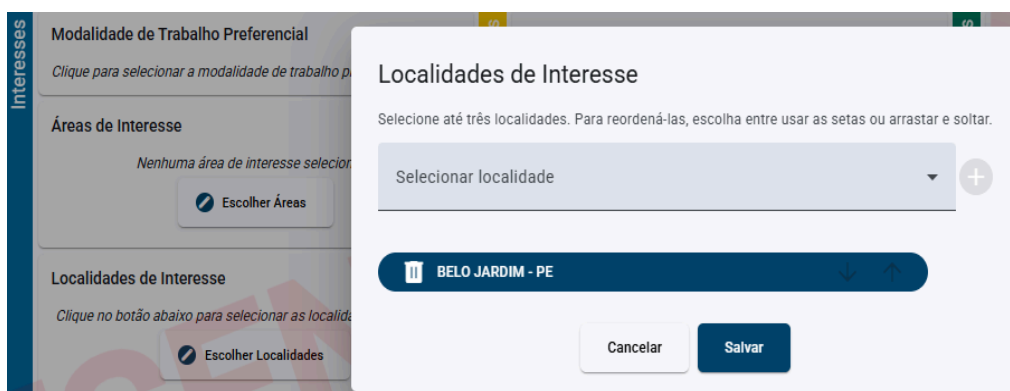 Interesses
Modalidade de Trabalho Preferencial
Clique para selecionar a modalidade de trabalho
Áreas de Interesse
Nenhuma área de interesse
Escolher Áreas
Localidades de Interesse
Clique no botão abaixo para selecionar as
Escolher Localidades
Localidades de Interesse
Selecione até três localidades. Para reordená-las, escolha entre usar as setas ou arrastar e soltar.
Selecionar localidade
BELO JARDIM - PE
Cancelar
Salvar